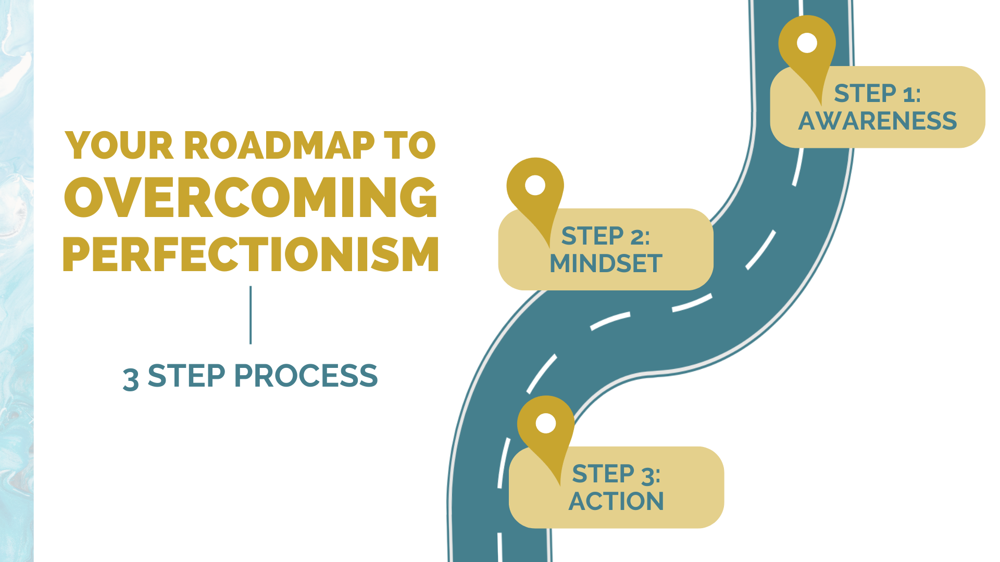 YOUR ROADMAP TO
OVERCOMING
PERFECTIONISM
3 STEP PROCESS
STEP 1:
AWARENESS
STEP 2:
MINDSET
STEP 3:
ACTION